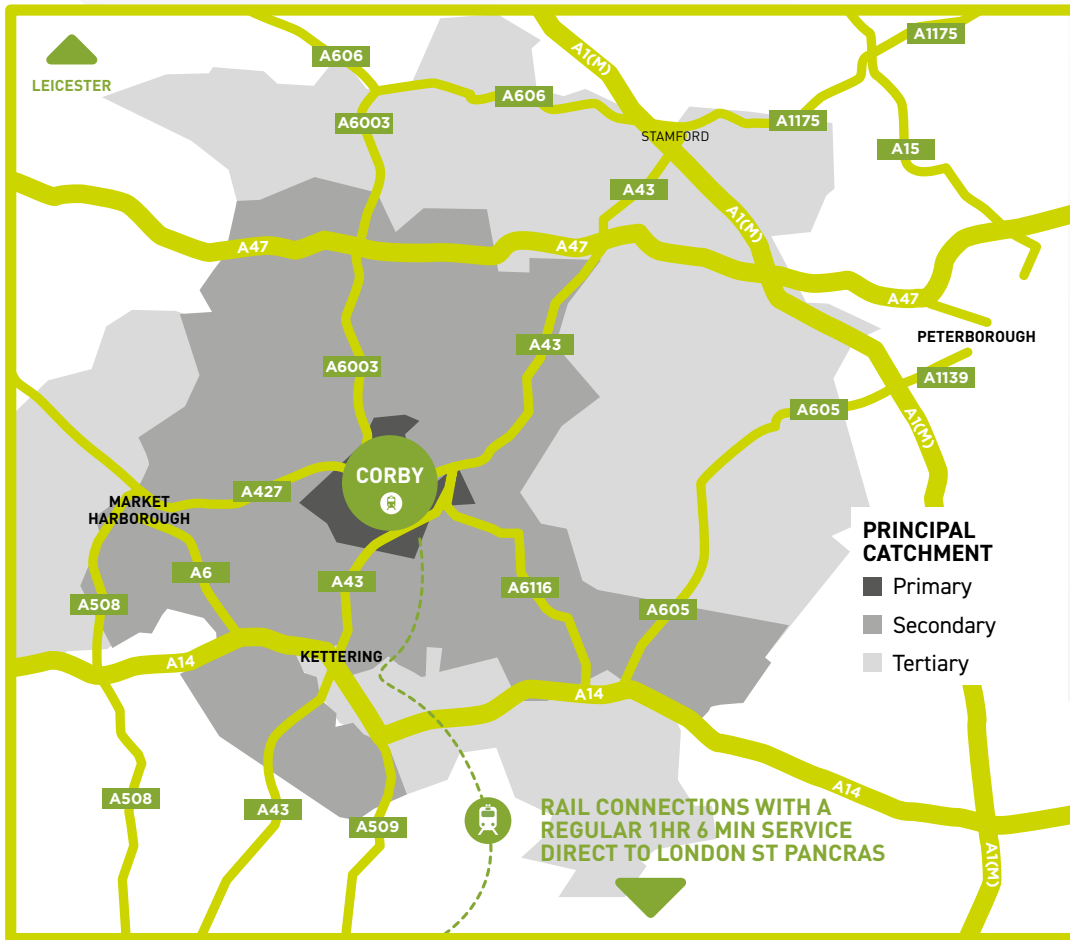 A1175
A1(M)
A606
LEICESTER
A606
A6003
A1175
STAMFORD
A15
A43
A1(M)
A47
A47
A47
PETERBOROUGH
A43
A6003
A1139
A605
A1(M)
CORBY
A427
MARKET
HARBOROUGH
PRINCIPAL
CATCHMENT
Primary
Secondary
Tertiary
A6
A43
A6116
A508
A605
KETTERING
A14
A14
A14
A508
A43
A509
RAIL CONNECTIONS WITH A
REGULAR 1HR 6 MIN SERVICE
DIRECT TO LONDON ST PANCRAS
A1(M)